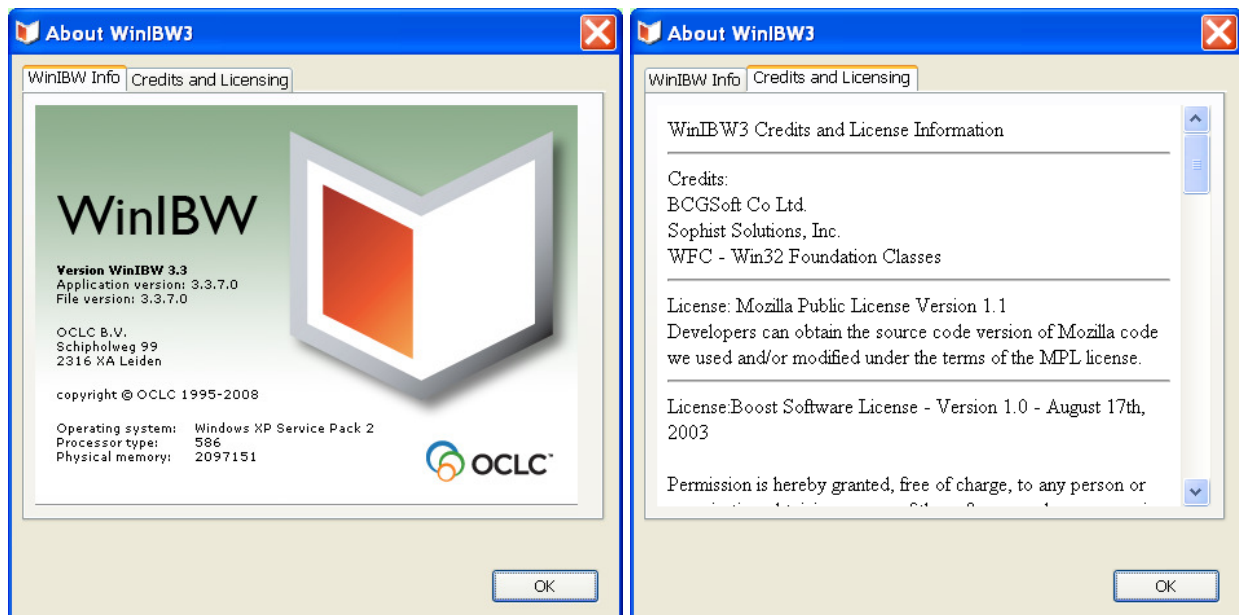 About WinIBW3
WinIBW Info
Credits and Licensing
WinIBW
Version WinIBW 3.3
Application version: 3.3.7.0
File version: 3.3.7.0
OCLC B.V.
Schipholweg 99
2316 XA Leiden
copyright © OCLC 1995-2008
Operating system: Windows XP Service Pack 2
Processor type: 586
Physical memory: 2097151
OCLC™
OK
About WinIBW3
WinIBW Info
Credits and Licensing
WinIBW3 Credits and License Information
Credits:
BCGSoft Co Ltd.
Sophist Solutions, Inc.
WFC - Win32 Foundation Classes
License: Mozilla Public License Version 1.1
Developers can obtain the source code version of Mozilla code
we used and/or modified under the terms of the MPL license.
License:Boost Software License - Version 1.0 - August 17th,
2003
Permission is hereby granted, free of charge, to any person or
OK